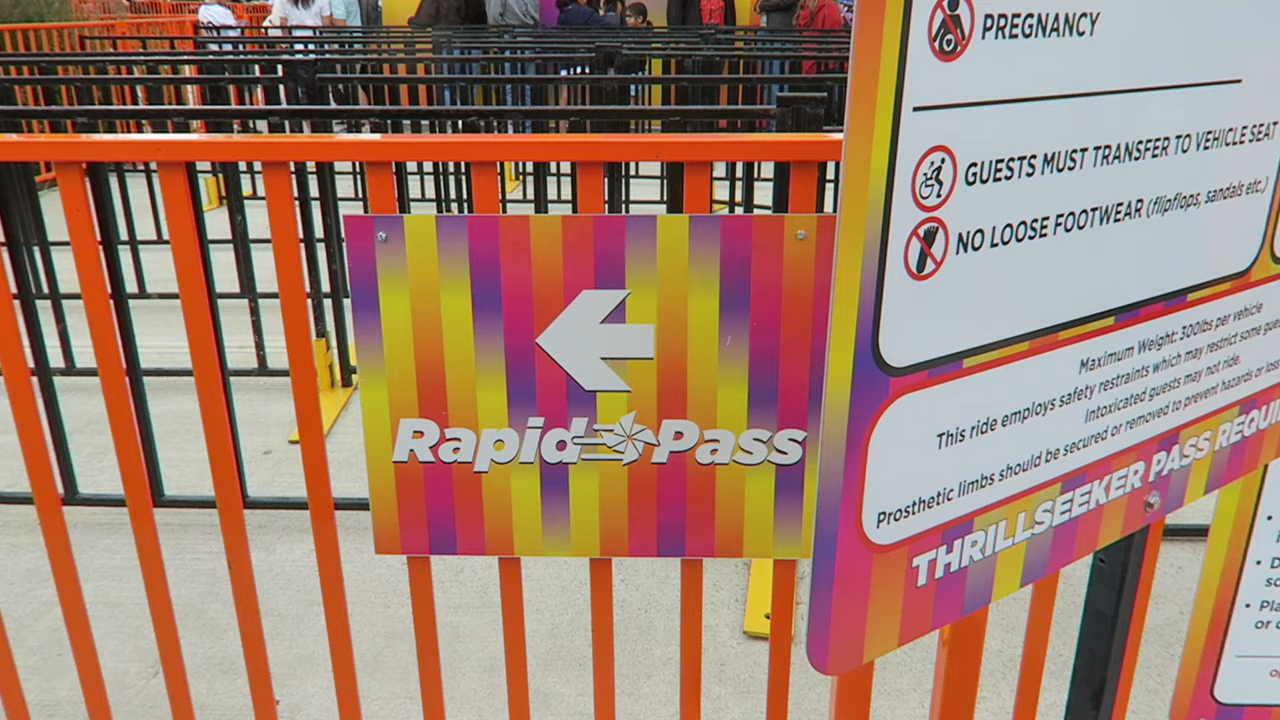 PREGNANCY
GUESTS MUST TRANSFER TO VEHICLE SEAT
NO LOOSE FOOTWEAR (flipflops, sandals etc.)
Rapid Pass
Maximum Weight: 300lbs per vehicle
This ride employs safety restraints which may restrict some
Intoxicated guests may not ride.
Prosthetic limbs should be secured or removed to prevent hazards or
THRILLSEEKER PASS
• Pla
or